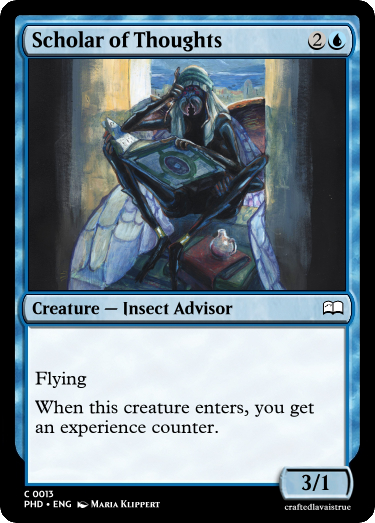 Scholar of Thoughts 2
Creature — Insect Advisor
Flying
When this creature enters, you get
an experience counter.
3/1
C 0013
PHD • ENG Maria Klippert
craftedlavaistrue